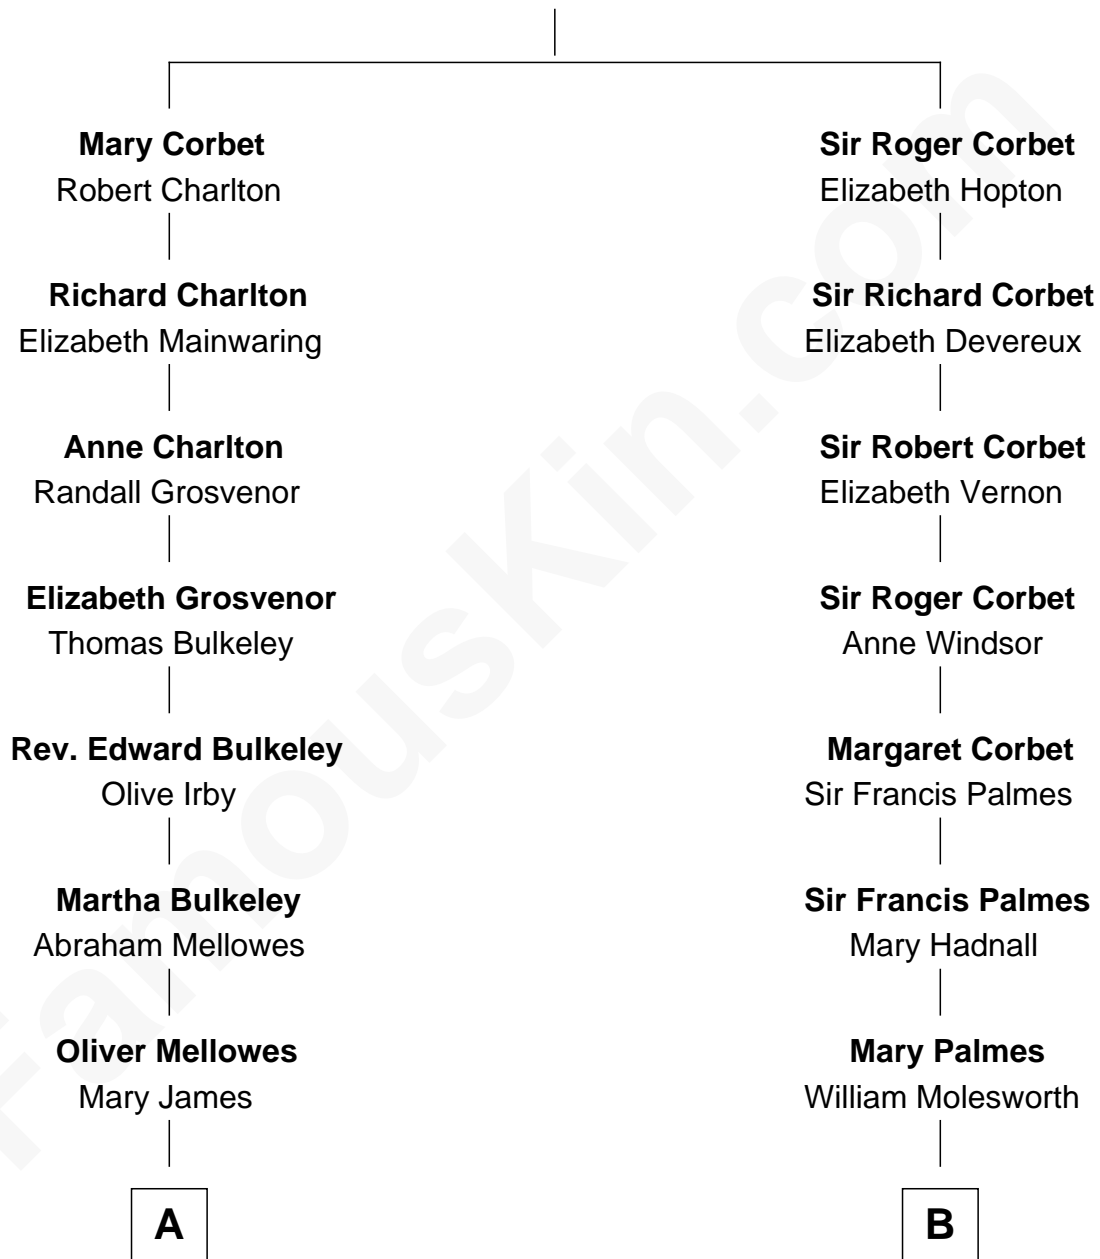 Mary Corbet
Robert Charlton
Richard Charlton
Elizabeth Mainwaring
Anne Charlton
Randall Grosvenor
Elizabeth Grosvenor
Thomas Bulkeley
Rev. Edward Bulkeley
Olive Irby
Martha Bulkeley
Abraham Mellowes
Oliver Mellowes
Mary James
A
Sir Roger Corbet
Elizabeth Hopton
Sir Richard Corbet
Elizabeth Devereux
Sir Robert Corbet
Elizabeth Vernon
Sir Roger Corbet
Anne Windsor
Margaret Corbet
Sir Francis Palmes
Sir Francis Palmes
Mary Hadnall
Mary Palmes
William Molesworth
B
FamousKin.com